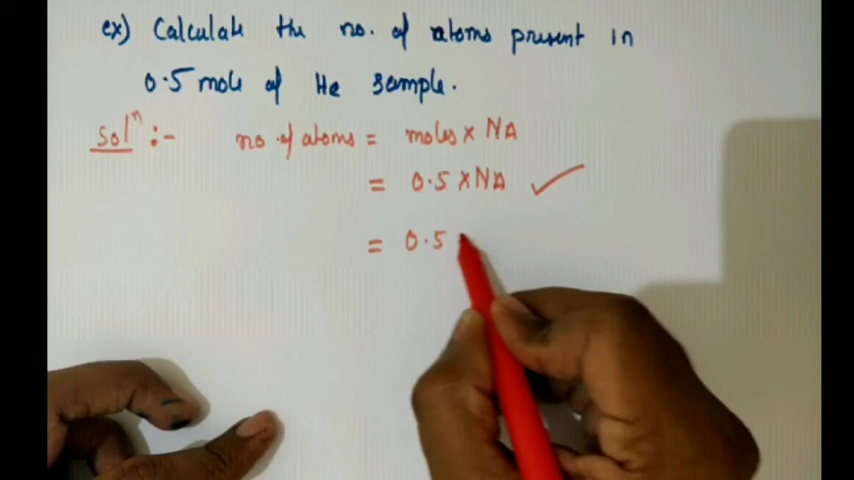 ex) Calculate the no. of atoms present in
0.5 mole of He sample.
Solⁿ :- no of atoms = moles × NA
= 0.5 × NA ✓
= 0.5